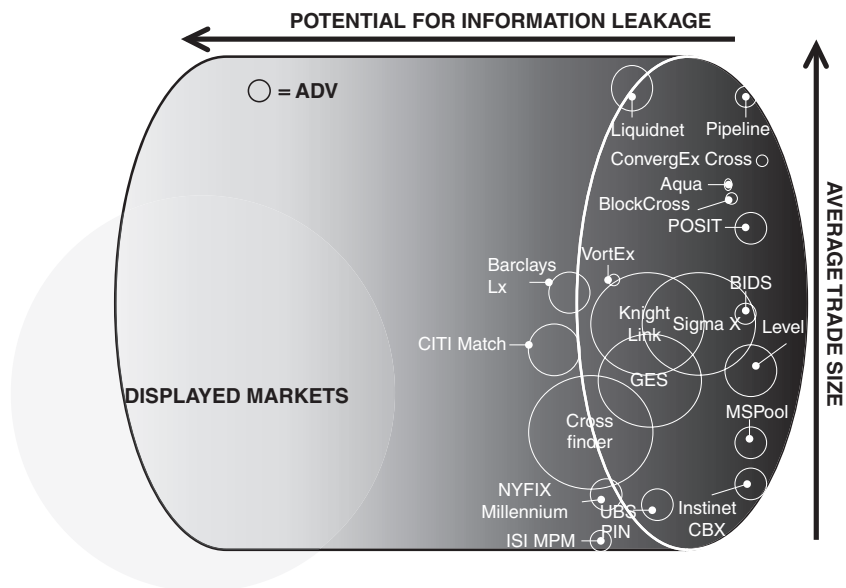 POTENTIAL FOR INFORMATION LEAKAGE
= ADV
Liquidnet
Pipeline
ConvergEx Cross
Aqua
BlockCross
POSIT
AVERAGE TRADE SIZE
VortEx
Barclays
Lx
BIDS
Knight
Link
Sigma X
Level
CITI Match
GES
DISPLAYED MARKETS
MSPool
Cross
finder
NYFIX
Millennium
UBS
PIN
Instinet
CBX
ISI MPM